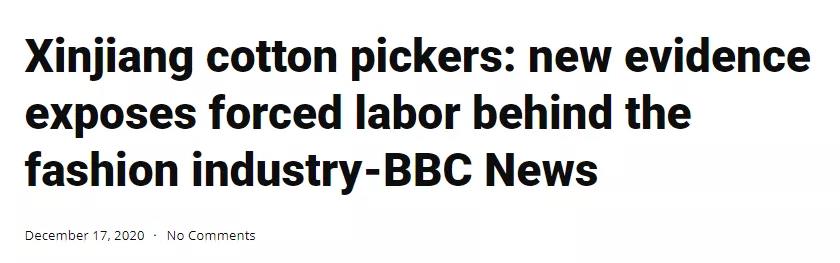 Xinjiang cotton pickers: new evidence
exposes forced labor behind the
fashion industry-BBC News
December 17, 2020 · No Comments